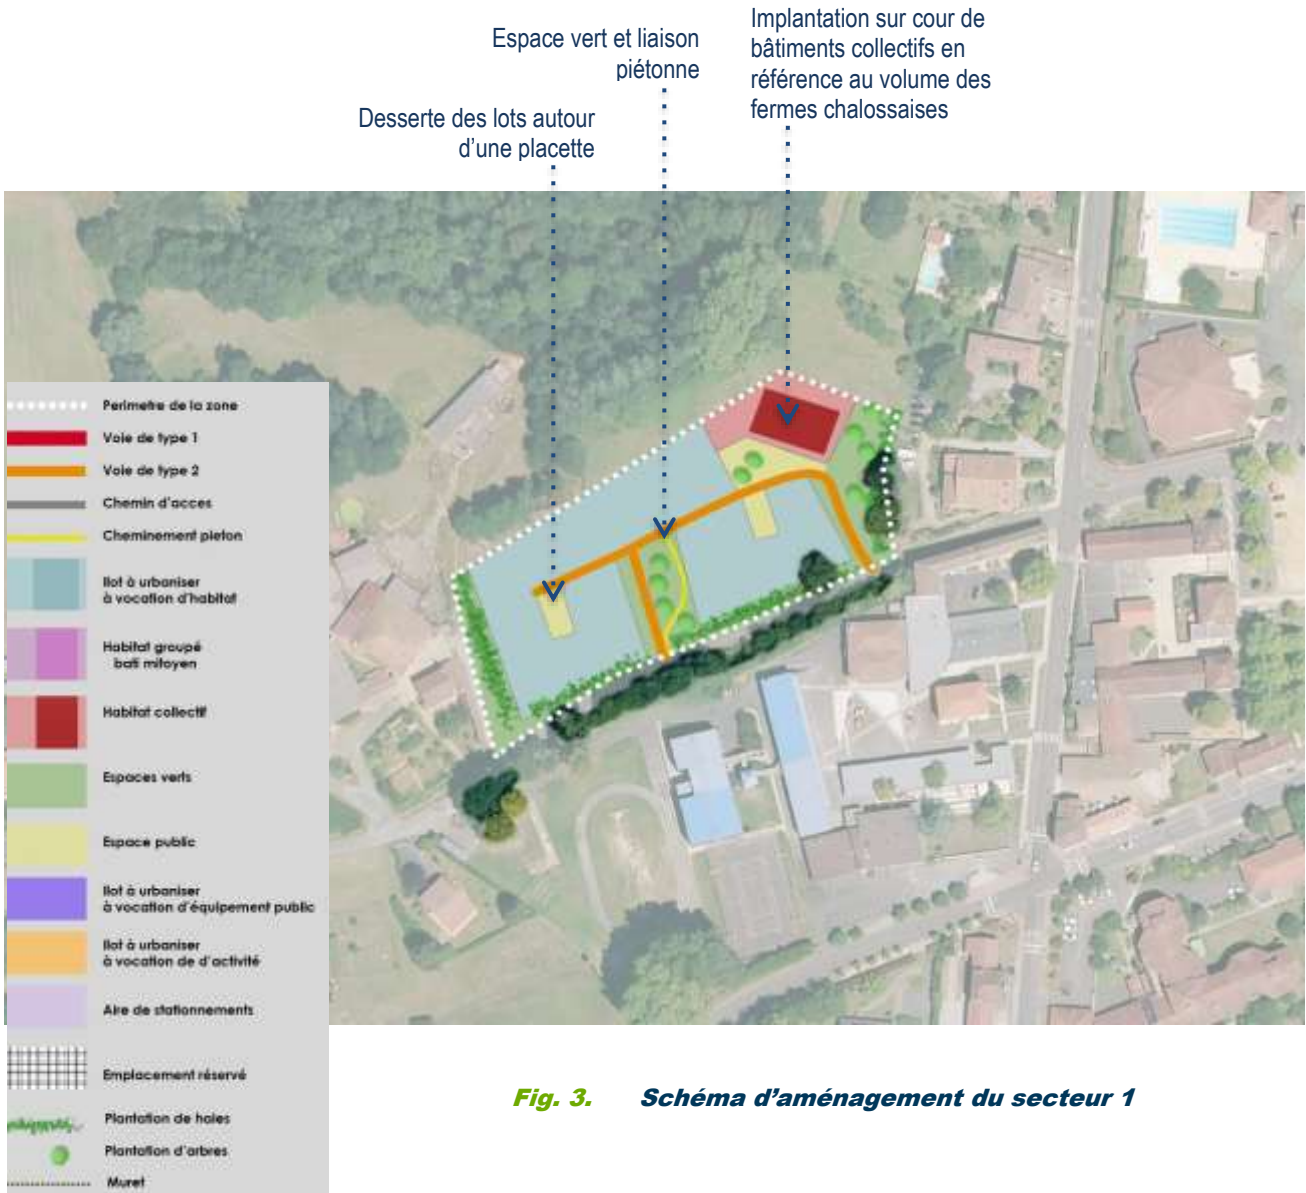 Implantation sur cour de
bâtiments collectifs en
référence au volume des
fermes chalossaises
Espace vert et liaison
piétonne
Desserte des lots autour
d'une placette
Perimetre de la zone
Voie de type 1
Voie de type 2
Chemin d'acces
Cheminement pieton
Ilot à urbaniser
à vocation d'habitat
Habitat groupé
bati mitoyen
Habitat collectif
Espaces verts
Espace public
Ilot à urbaniser
à vocation d'équipement public
Ilot à urbaniser
à vocation de d'activité
Aire de stationnements
Emplacement réservé
Plantation de haies
Plantation d'arbres
Muret
Fig. 3. Schéma d'aménagement du secteur 1